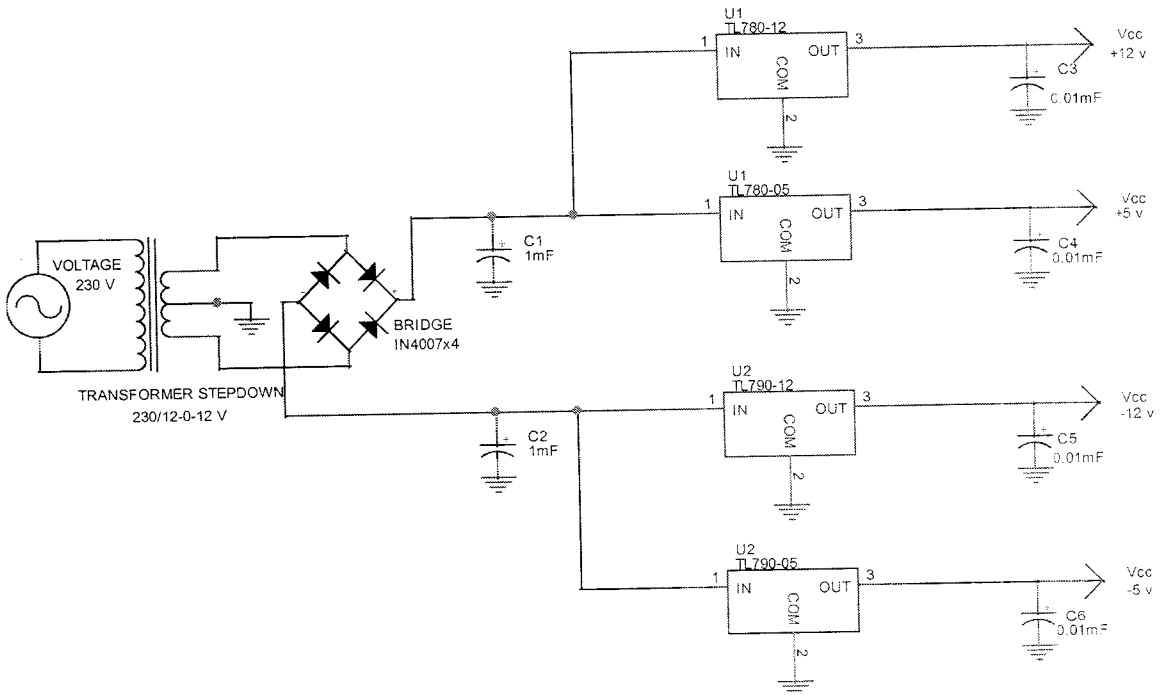 U1
TL780-12
1
IN
OUT
3
COM
2
Vcc
+12 v
+
C3
0.01mF
U1
TL780-05
1
IN
OUT
3
COM
2
Vcc
+5 v
+
C4
0.01mF
VOLTAGE
230 V
+
C1
1mF
-
+
BRIDGE
IN4007x4
TRANSFORMER STEPDOWN
230/12-0-12 V
+
C2
1mF
U2
TL790-12
1
IN
OUT
3
COM
2
Vcc
-12 v
+
C5
0.01mF
U2
TL790-05
1
IN
OUT
3
COM
2
Vcc
-5 v
+
C6
0.01mF